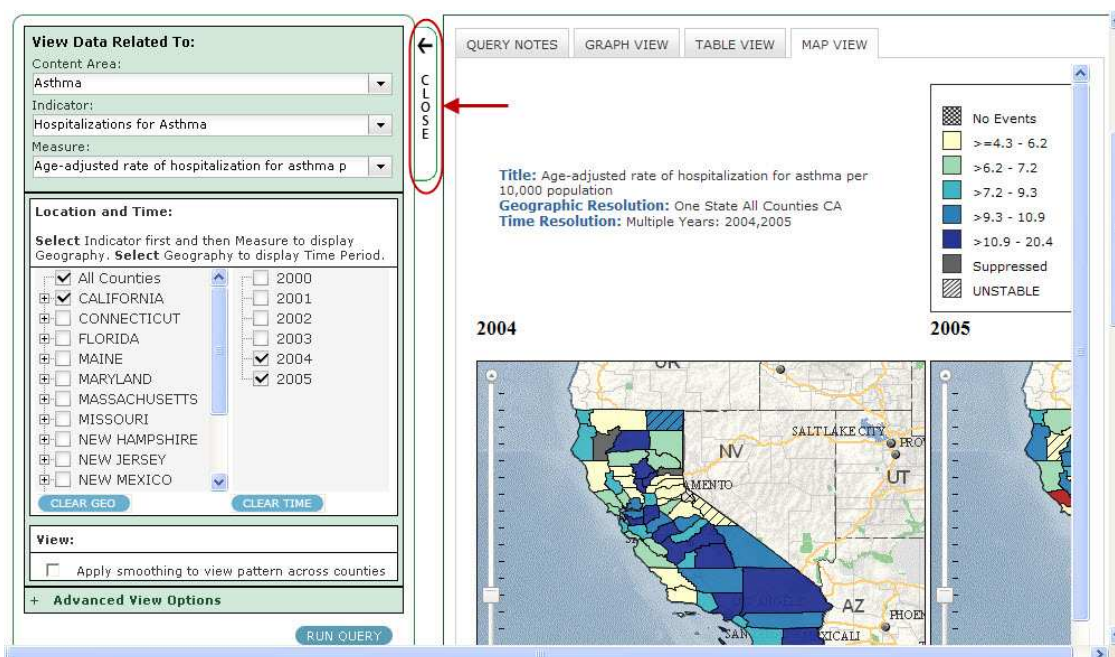 View Data Related To:
Content Area:
Asthma
Indicator:
Hospitalizations for Asthma
Measure:
Age-adjusted rate of hospitalization for asthma p
Location and Time:
Select Indicator first and then Measure to display
Geography. Select Geography to display Time Period.
All Counties
CALIFORNIA
CONNECTICUT
FLORIDA
MAINE
MARYLAND
MASSACHUSETTS
MISSOURI
NEW HAMPSHIRE
NEW JERSEY
NEW MEXICO
2000
2001
2002
2003
2004
2005
CLEAR GEO
CLEAR TIME
View:
Apply smoothing to view pattern across counties
+ Advanced View Options
RUN QUERY
CLOSE
QUERY NOTES
GRAPH VIEW
TABLE VIEW
MAP VIEW
Title: Age-adjusted rate of hospitalization for asthma per
10,000 population
Geographic Resolution: One State All Counties CA
Time Resolution: Multiple Years: 2004,2005
No Events
>=4.3 - 6.2
>6.2 - 7.2
>7.2 - 9.3
>9.3 - 10.9
>10.9 - 20.4
Suppressed
UNSTABLE
2004
2005
SALT LAKE CITY
PRO
NV
UT
AMENTO
AZ
PHOE
SAN
XICALI